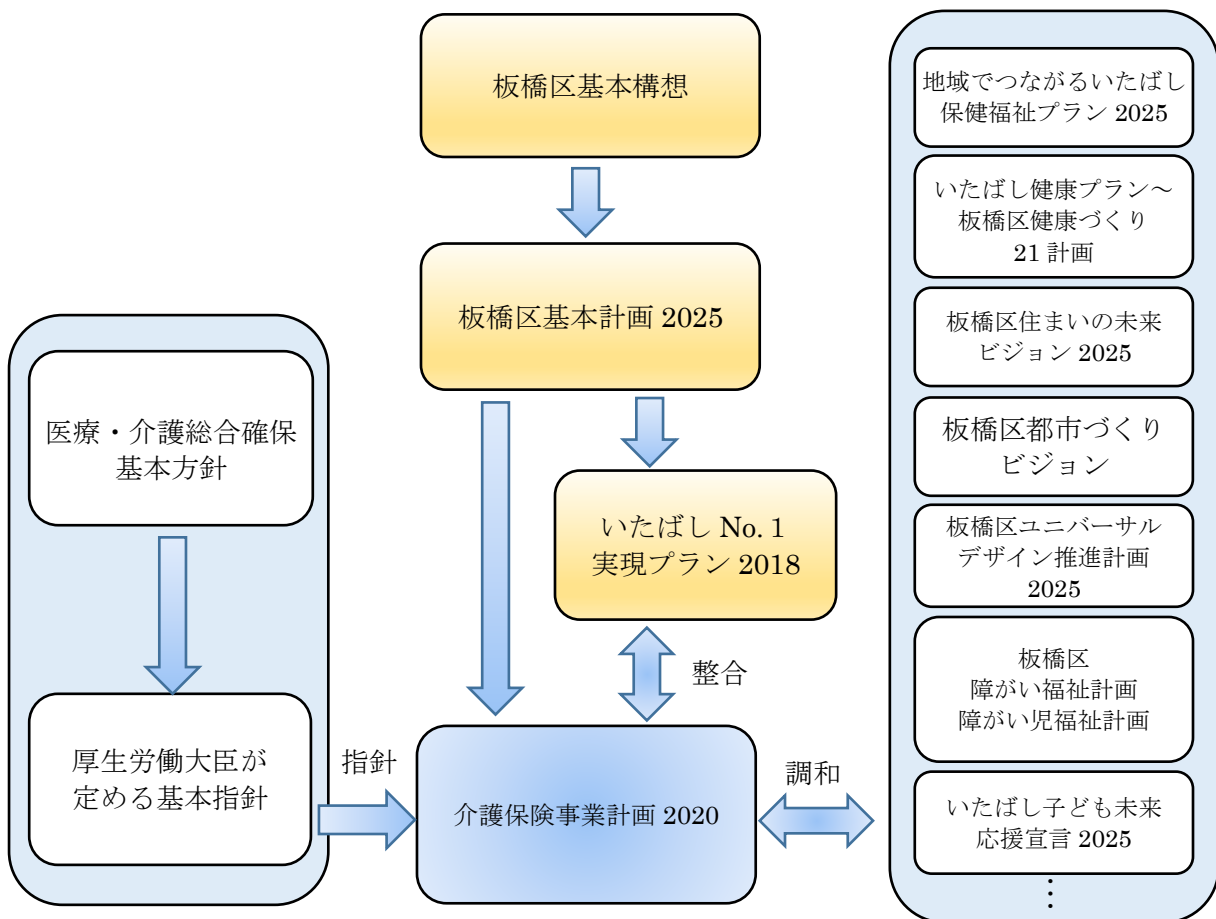 板橋区基本構想
板橋区基本計画 2025
いたばし No. 1
実現プラン 2018
整合
医療・介護総合確保
基本方針
厚生労働大臣が
定める基本指針
指針
介護保険事業計画 2020
調和
地域でつながるいたばし
保健福祉プラン 2025
いたばし健康プラン～
板橋区健康づくり
21 計画
板橋区住まいの未来
ビジョン 2025
板橋区都市づくり
ビジョン
板橋区ユニバーサル
デザイン推進計画
2025
板橋区
障がい福祉計画
障がい児福祉計画
いたばし子ども未来
応援宣言 2025
⋮